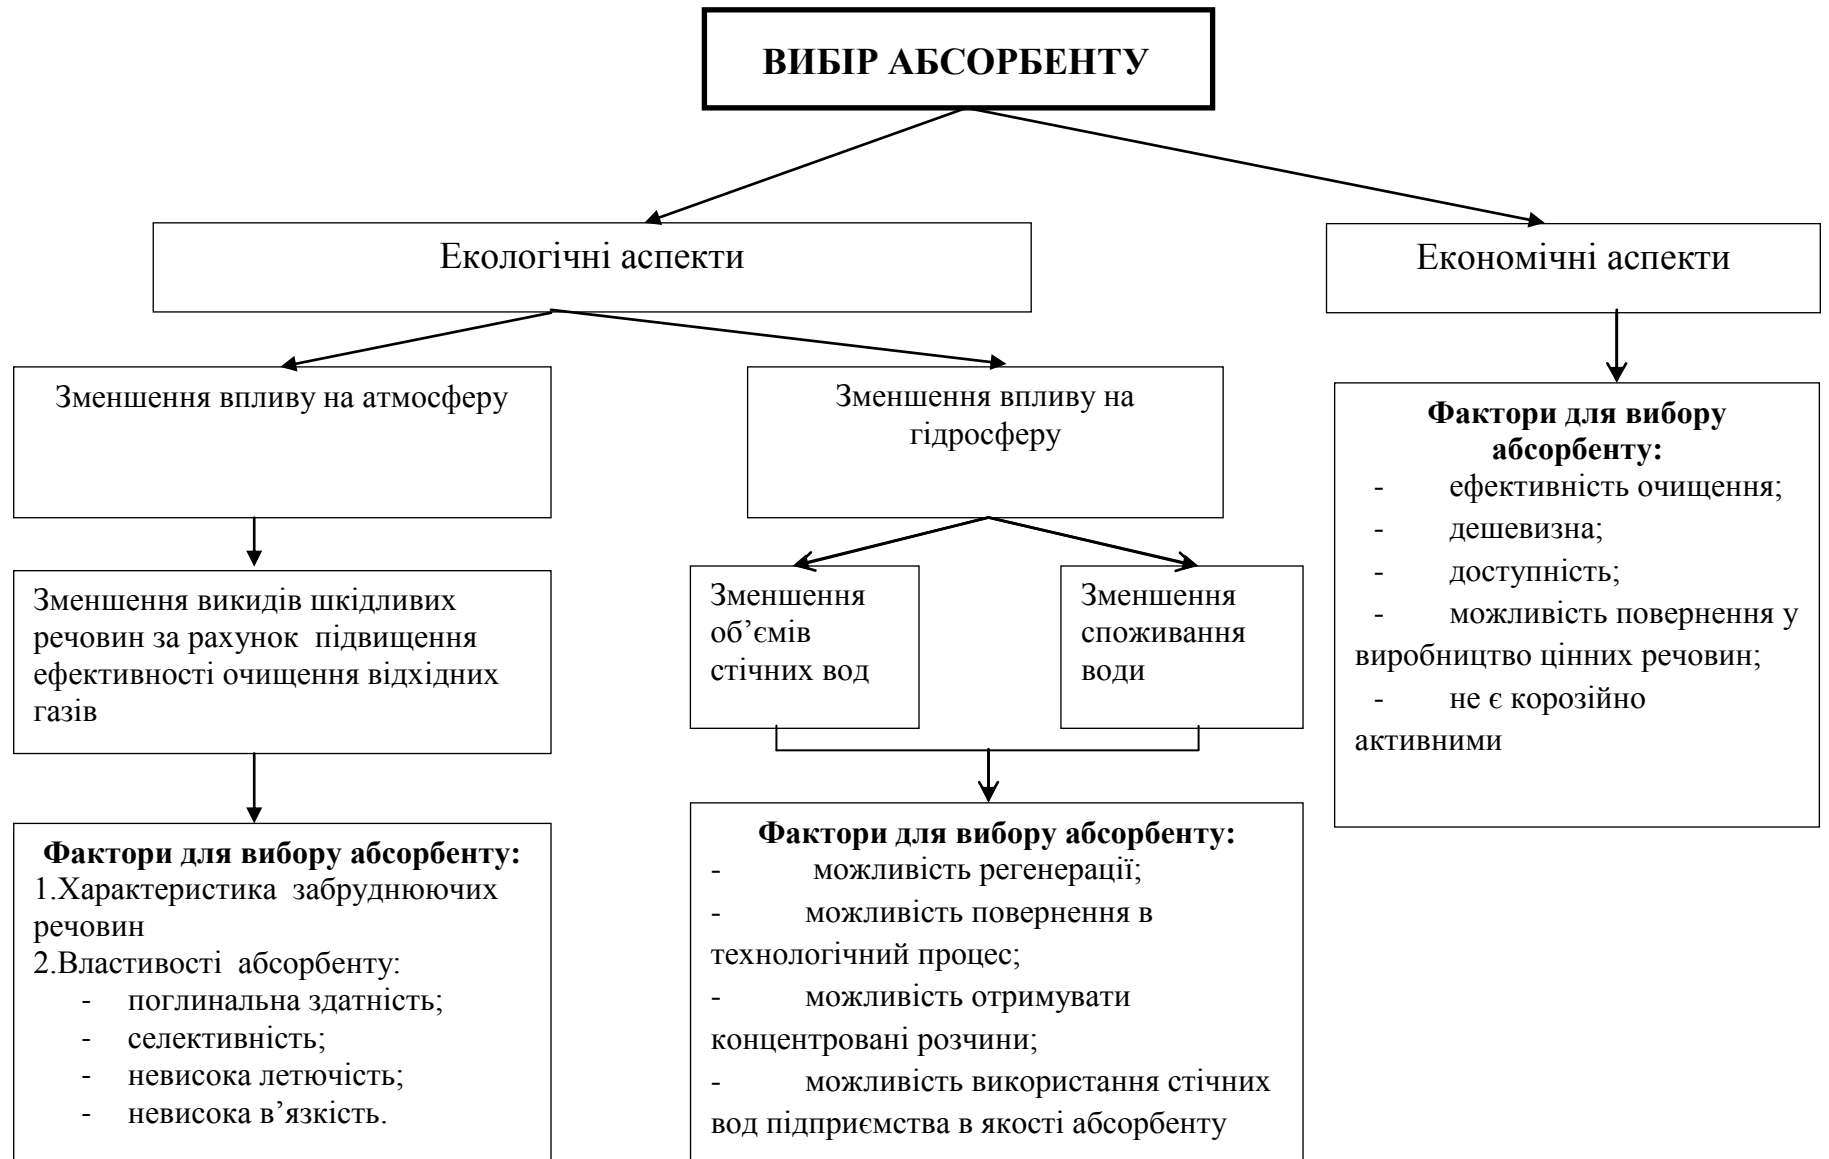 ВИБІР АБСОРБЕНТУ
Екологічні аспекти
Економічні аспекти
Зменшення впливу на атмосферу
Зменшення впливу на
гідросферу
Зменшення викидів шкідливих
речовин за рахунок підвищення
ефективності очищення відхідних
газів
Зменшення
об’ємів
стічних вод
Зменшення
споживання
води
Фактори для вибору абсорбенту:
1.Характеристика забруднюючих
речовин
2.Властивості абсорбенту:
- поглинальна здатність;
- селективність;
- невисока летючість;
- невисока в’язкість.
Фактори для вибору абсорбенту:
- можливість регенерації;
- можливість повернення в
технологічний процес;
- можливість отримувати
концентровані розчини;
- можливість використання стічних
вод підприємства в якості абсорбенту
Фактори для вибору
абсорбенту:
- ефективність очищення;
- дешевизна;
- доступність;
- можливість повернення у
виробництво цінних речовин;
- не є корозійно
активними